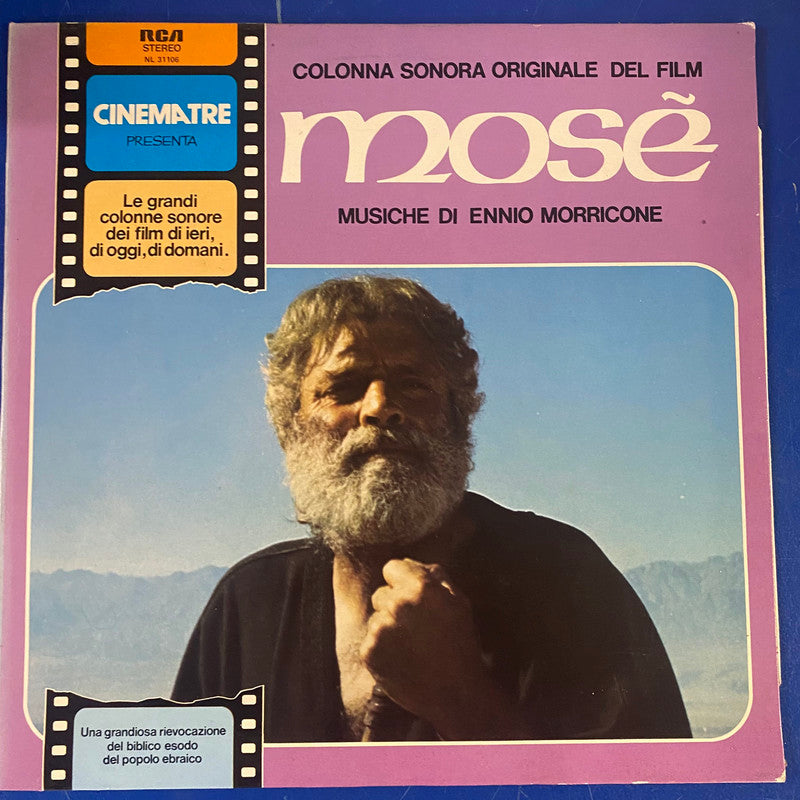 RCA
STEREO
NL 31106
CINEMATRE
PRESENTA
Le grandi
colonne sonore
dei film di ieri,
di oggi, di domani.
COLONNA SONORA ORIGINALE DEL FILM
mosẽ
MUSICHE DI ENNIO MORRICONE
Una grandiosa rievocazione
del biblico esodo
del popolo ebraico